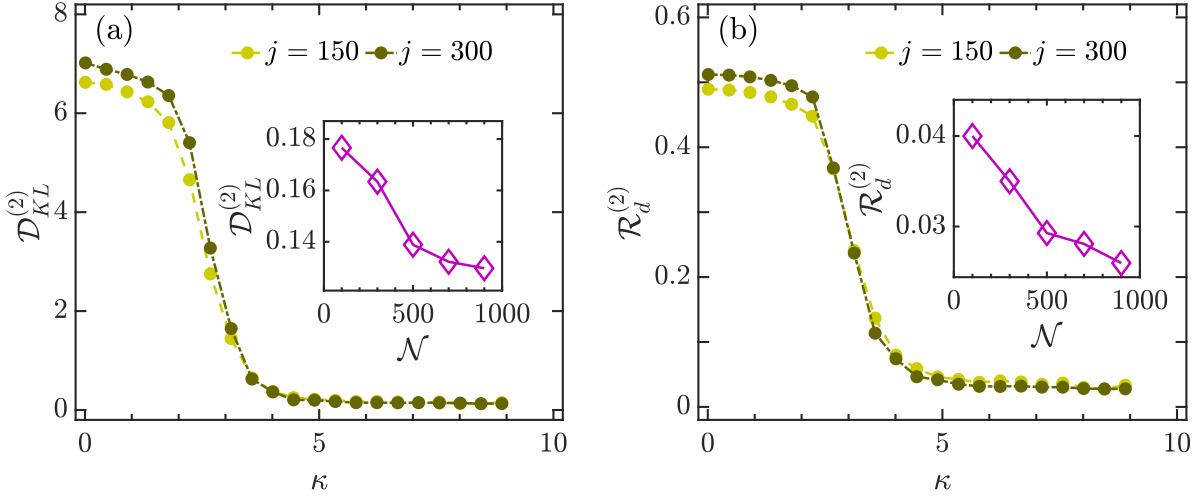 (a)
j = 150 j = 300
8
6
4
2
0
0 5 10
κ
𝒟_{KL}^{(2)}
0.18
0.16
0.14
0 500 1000
𝒩
𝒟_{KL}^{(2)}
(b)
j = 150 j = 300
0.6
0.4
0.2
0
0 5 10
κ
ℛ_d^{(2)}
0.04
0.03
0 500 1000
𝒩
ℛ_d^{(2)}